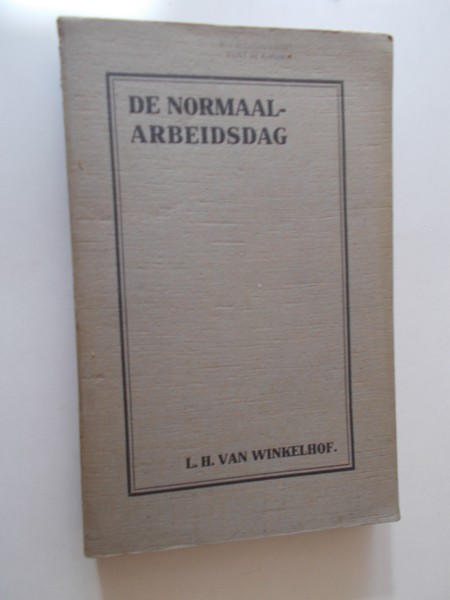 DE NORMAAL-
ARBEIDSDAG
L. H. VAN WINKELHOF.